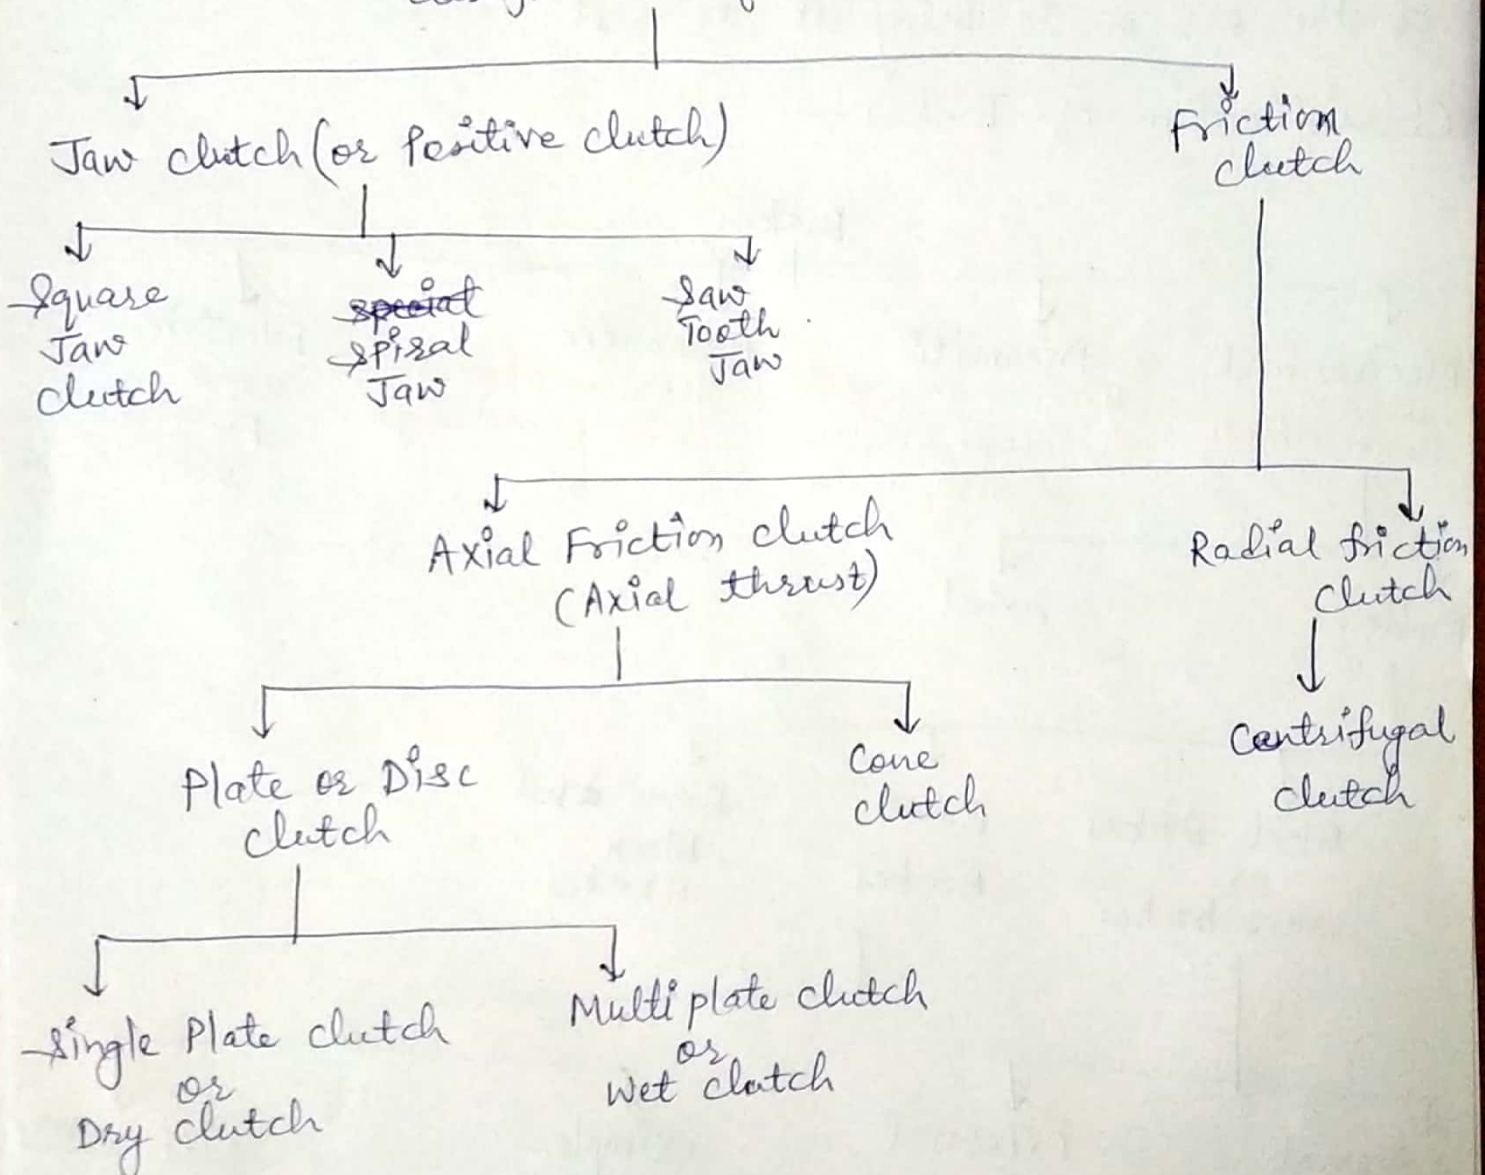 Jaw clutch (or Positive clutch)
Friction
clutch
Square
Jaw
clutch
special
spiral
Jaw
Saw
Tooth
Jaw
Axial Friction clutch
(Axial thrust)
Radial friction
clutch
Plate or Disc
clutch
Cone
clutch
Centrifugal
clutch
Single Plate clutch
or
Dry clutch
Multi plate clutch
or
Wet clutch